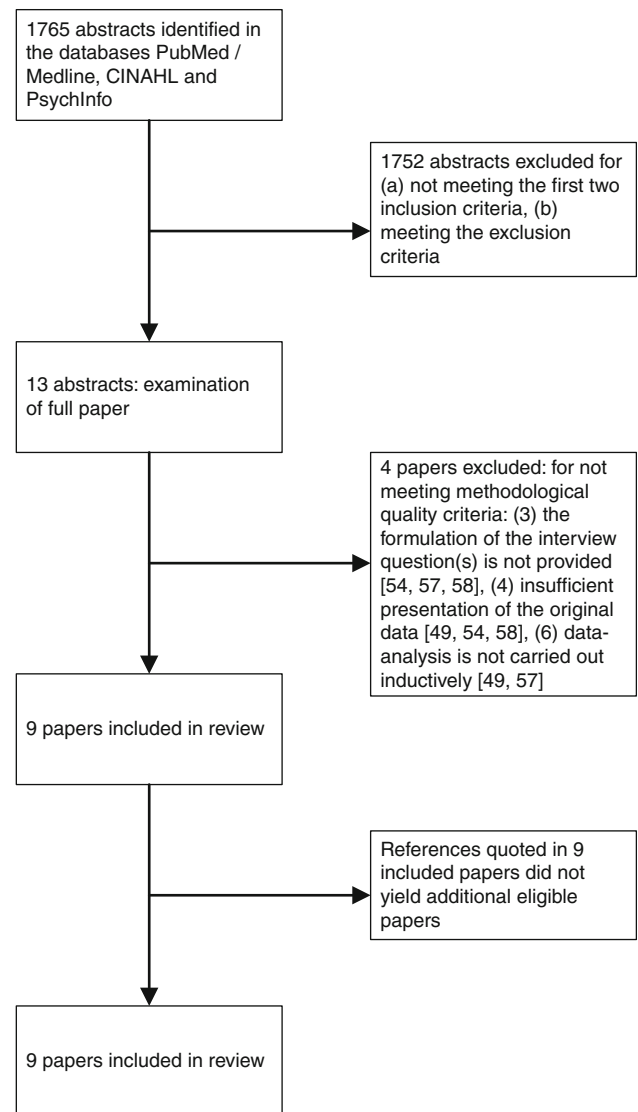 1765 abstracts identified in
the databases PubMed /
Medline, CINAHL and
PsychInfo
1752 abstracts excluded for
(a) not meeting the first two
inclusion criteria, (b)
meeting the exclusion
criteria
13 abstracts: examination
of full paper
4 papers excluded: for not
meeting methodological
quality criteria: (3) the
formulation of the interview
question(s) is not provided
[54, 57, 58], (4) insufficient
presentation of the original
data [49, 54, 58], (6) data-
analysis is not carried out
inductively [49, 57]
9 papers included in review
References quoted in 9
included papers did not
yield additional eligible
papers
9 papers included in review